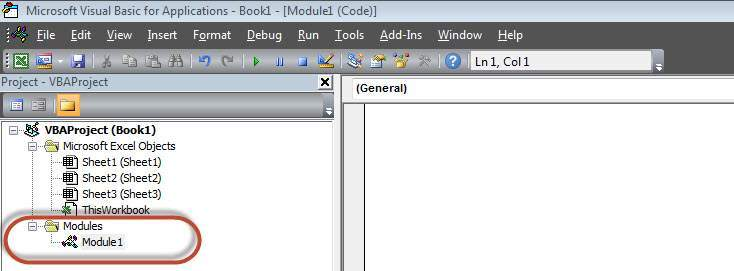 Microsoft Visual Basic for Applications - Book1 - [Module1 (Code)]
File Edit View Insert Format Debug Run Tools Add-Ins Window Help
Ln 1, Col 1
Project - VBAProject
(General)
VBAProject (Book1)
Microsoft Excel Objects
Sheet1 (Sheet1)
Sheet2 (Sheet2)
Sheet3 (Sheet3)
ThisWorkbook
Modules
Module1